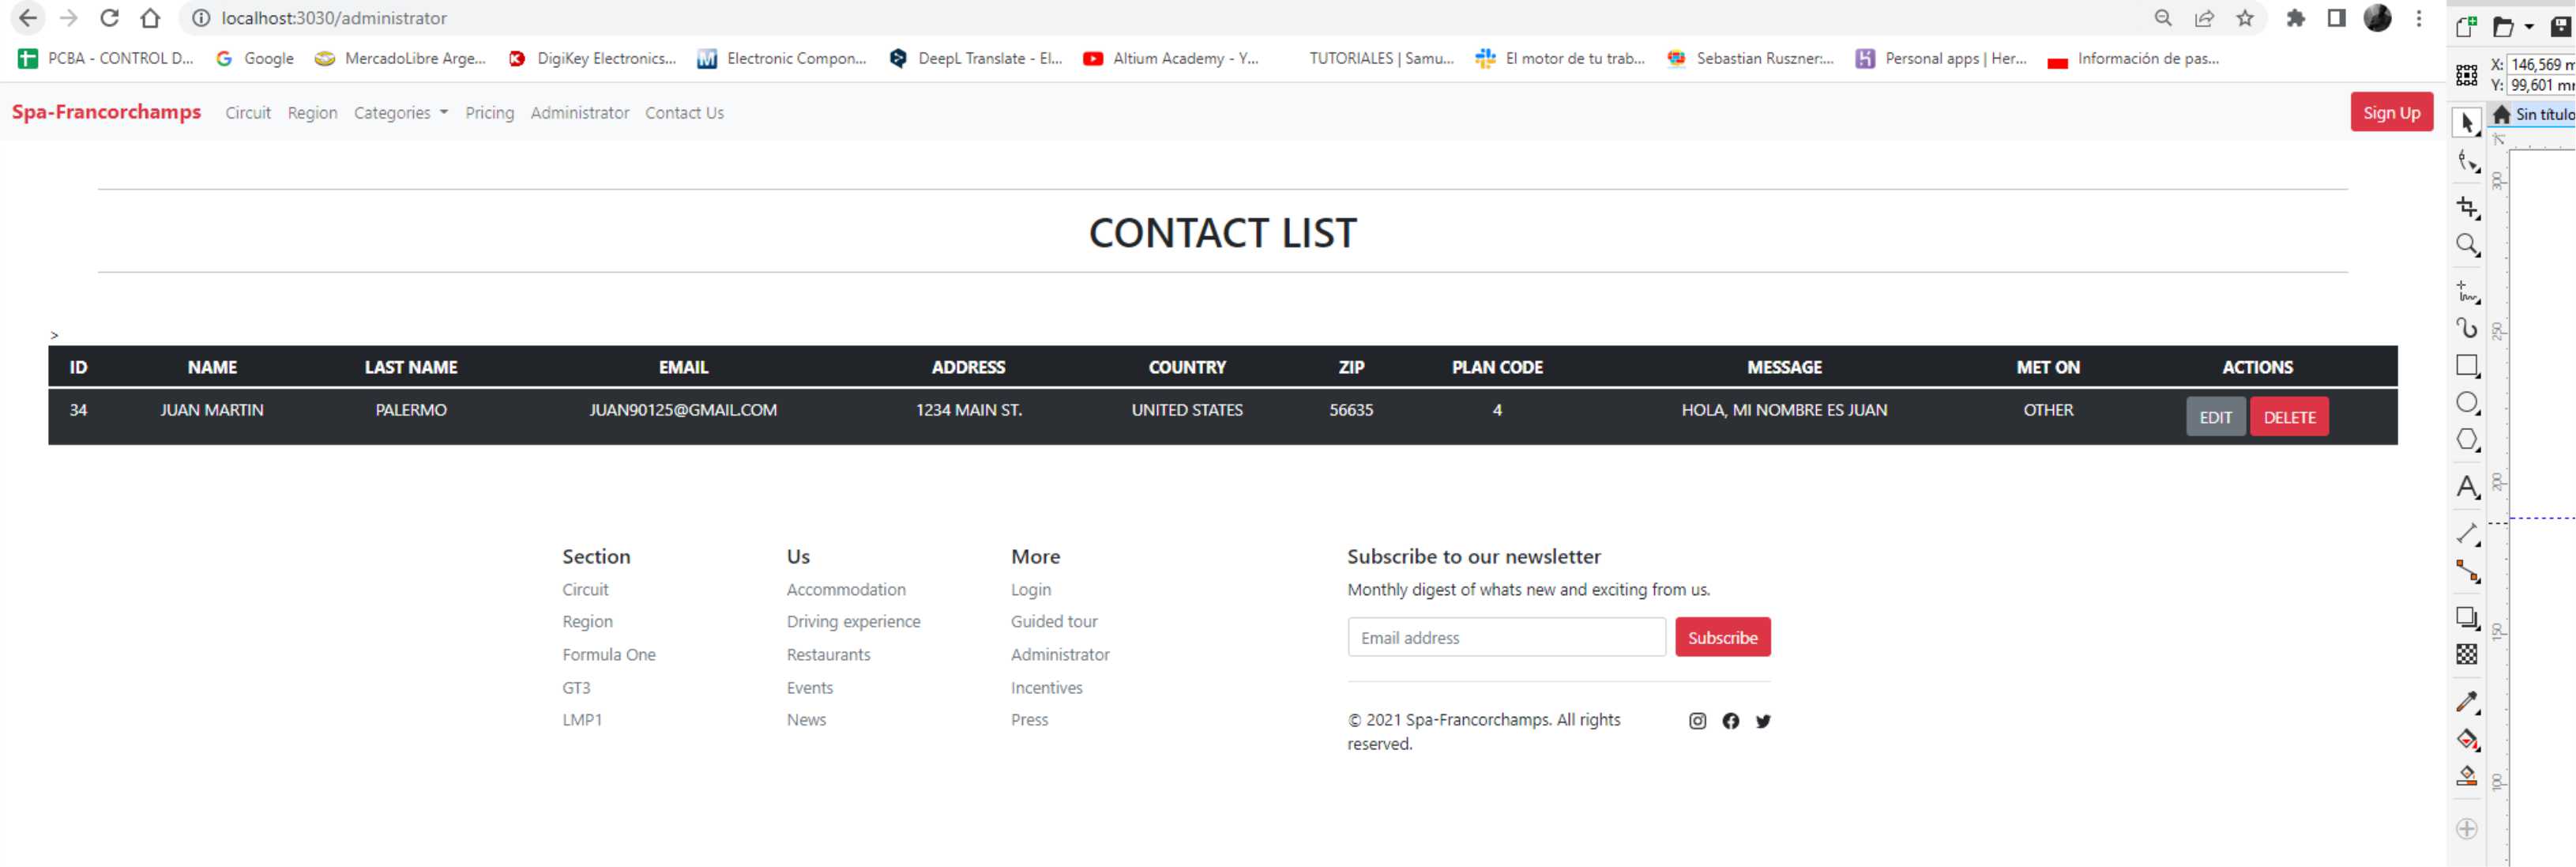 localhost:3030/administrator
PCBA - CONTROL D... Google MercadoLibre Arge... DigiKey Electronics... Electronic Compon... DeepL Translate - El... Altium Academy - Y... TUTORIALES | Samu... El motor de tu trab... Sebastian Ruszner:... Personal apps | Her... Información de pas...
Spa-Francorchamps Circuit Region Categories Pricing Administrator Contact Us Sign Up
CONTACT LIST
>
ID NAME LAST NAME EMAIL ADDRESS COUNTRY ZIP PLAN CODE MESSAGE MET ON ACTIONS
34 JUAN MARTIN PALERMO JUAN90125@GMAIL.COM 1234 MAIN ST. UNITED STATES 56635 4 HOLA, MI NOMBRE ES JUAN OTHER EDIT DELETE
Section
Circuit
Region
Formula One
GT3
LMP1
Us
Accommodation
Driving experience
Restaurants
Events
News
More
Login
Guided tour
Administrator
Incentives
Press
Subscribe to our newsletter
Monthly digest of whats new and exciting from us.
Email address Subscribe
© 2021 Spa-Francorchamps. All rights
reserved.
X: 146,569 m
Y: 99,601 m
Sin título
300
250
200
150
100